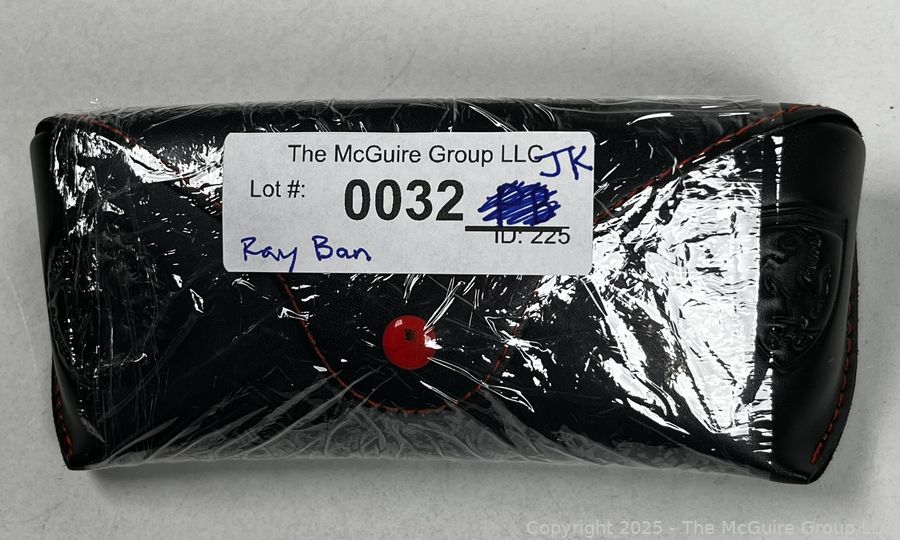 The McGuire Group LLC JK
Lot #: 0032
ID: 225
Ray Ban
Copyright 2025 - The McGuire Group LLC